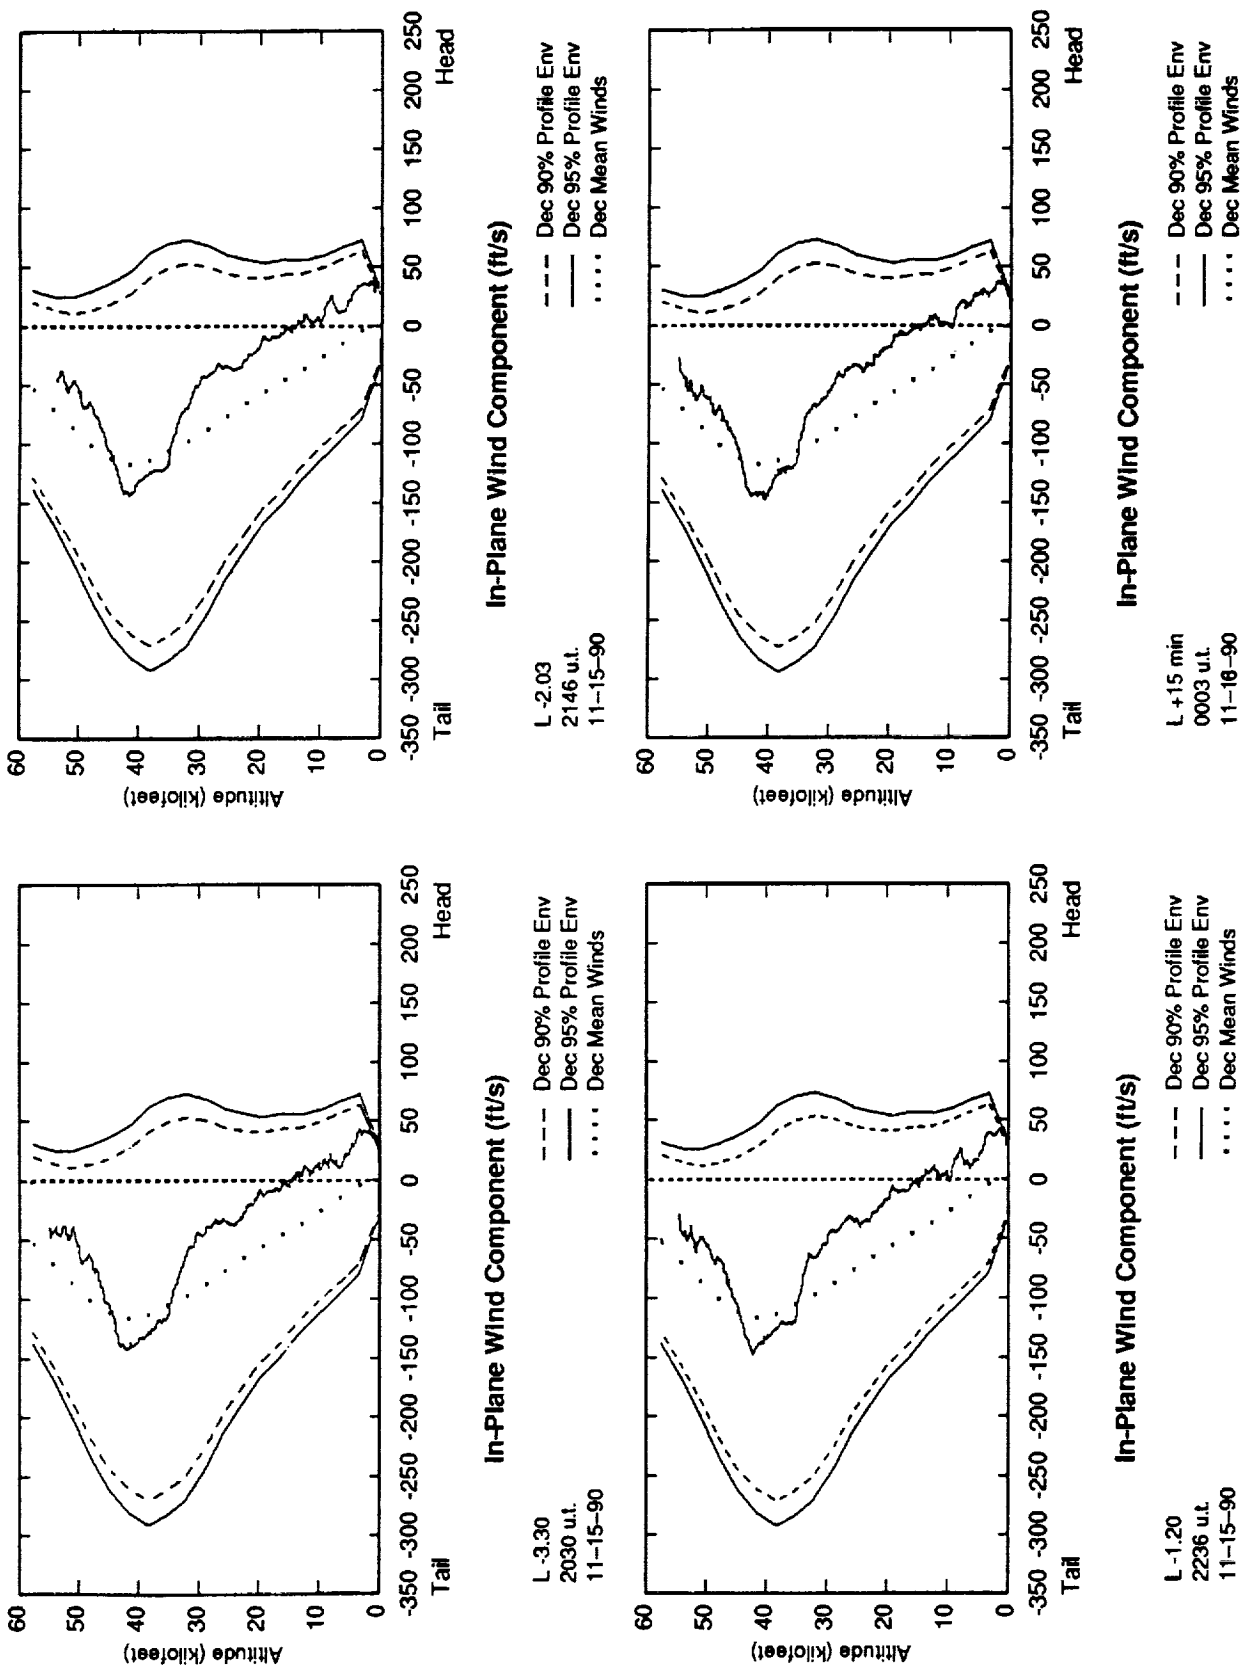 60
50
40
30
20
10
0
Altitude (kilofeet)
-350 -300 -250 -200 -150 -100 -50 0 50 100 150 200 250
Tail Head
In-Plane Wind Component (ft/s)
L -3.30
2030 u.t.
11-15-90
Dec 90% Profile Env
Dec 95% Profile Env
Dec Mean Winds
60
50
40
30
20
10
0
Altitude (kilofeet)
-350 -300 -250 -200 -150 -100 -50 0 50 100 150 200 250
Tail Head
In-Plane Wind Component (ft/s)
L -2.03
2146 u.t.
11-15-90
Dec 90% Profile Env
Dec 95% Profile Env
Dec Mean Winds
60
50
40
30
20
10
0
Altitude (kilofeet)
-350 -300 -250 -200 -150 -100 -50 0 50 100 150 200 250
Tail Head
In-Plane Wind Component (ft/s)
L -1.20
2236 u.t.
11-15-90
Dec 90% Profile Env
Dec 95% Profile Env
Dec Mean Winds
60
50
40
30
20
10
0
Altitude (kilofeet)
-350 -300 -250 -200 -150 -100 -50 0 50 100 150 200 250
Tail Head
In-Plane Wind Component (ft/s)
L +15 min
0003 u.t.
11-16-90
Dec 90% Profile Env
Dec 95% Profile Env
Dec Mean Winds